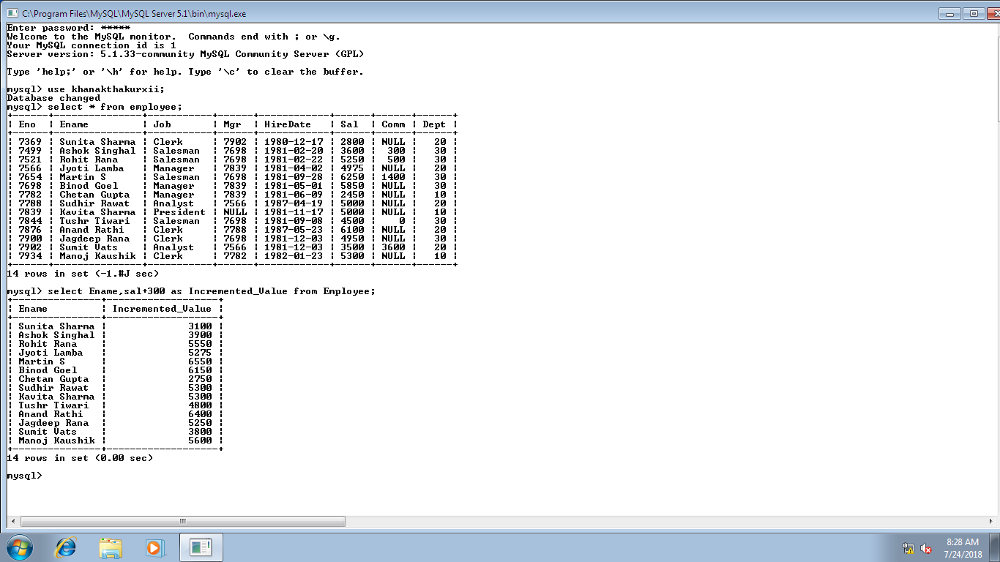 C:\Program Files\MySQL\MySQL Server 5.1\bin\mysql.exe
Enter password: *****
Welcome to the MySQL monitor.  Commands end with ; or \g.
Your MySQL connection id is 1
Server version: 5.1.33-community MySQL Community Server (GPL)
Type 'help;' or '\h' for help. Type '\c' to clear the buffer.
mysql> use khanakthakurxii;
Database changed
mysql> select * from employee;
+------+---------------+-----------+------+------------+------+------+------+
| Eno  | Ename         | Job       | Mgr  | HireDate   | Sal  | Comm | Dept |
+------+---------------+-----------+------+------------+------+------+------+
| 7369 | Sunita Sharma | Clerk     | 7902 | 1980-12-17 | 2800 | NULL |   20 |
| 7499 | Ashok Singhal | Salesman  | 7698 | 1981-02-20 | 3600 |  300 |   30 |
| 7521 | Rohit Rana    | Salesman  | 7698 | 1981-02-22 | 5250 |  500 |   30 |
| 7566 | Jyoti Lamba   | Manager   | 7839 | 1981-04-02 | 4975 | NULL |   20 |
| 7654 | Martin S      | Salesman  | 7698 | 1981-09-28 | 6250 | 1400 |   30 |
| 7698 | Binod Goel    | Manager   | 7839 | 1981-05-01 | 5850 | NULL |   30 |
| 7782 | Chetan Gupta  | Manager   | 7839 | 1981-06-09 | 2450 | NULL |   10 |
| 7788 | Sudhir Rawat  | Analyst   | 7566 | 1987-04-19 | 5000 | NULL |   20 |
| 7839 | Kavita Sharma | President | NULL | 1981-11-17 | 5000 | NULL |   10 |
| 7844 | Tushr Tiwari  | Salesman  | 7698 | 1981-09-08 | 4500 |    0 |   30 |
| 7876 | Anand Rathi   | Clerk     | 7788 | 1987-05-23 | 6100 | NULL |   20 |
| 7900 | Jagdeep Rana  | Clerk     | 7698 | 1981-12-03 | 4950 | NULL |   30 |
| 7902 | Sumit Vats    | Analyst   | 7566 | 1981-12-03 | 3500 | 3600 |   20 |
| 7934 | Manoj Kaushik | Clerk     | 7782 | 1982-01-23 | 5300 | NULL |   10 |
+------+---------------+-----------+------+------------+------+------+------+
14 rows in set (-1.#J sec)
mysql> select Ename,sal+300 as Incremented_Value from Employee;
+---------------+-------------------+
| Ename         | Incremented_Value |
+---------------+-------------------+
| Sunita Sharma |              3100 |
| Ashok Singhal |              3900 |
| Rohit Rana    |              5550 |
| Jyoti Lamba   |              5275 |
| Martin S      |              6550 |
| Binod Goel    |              6150 |
| Chetan Gupta  |              2750 |
| Sudhir Rawat  |              5300 |
| Kavita Sharma |              5300 |
| Tushr Tiwari  |              4800 |
| Anand Rathi   |              6400 |
| Jagdeep Rana  |              5250 |
| Sumit Vats    |              3800 |
| Manoj Kaushik |              5600 |
+---------------+-------------------+
14 rows in set (0.00 sec)
mysql>
8:28 AM
7/24/2018